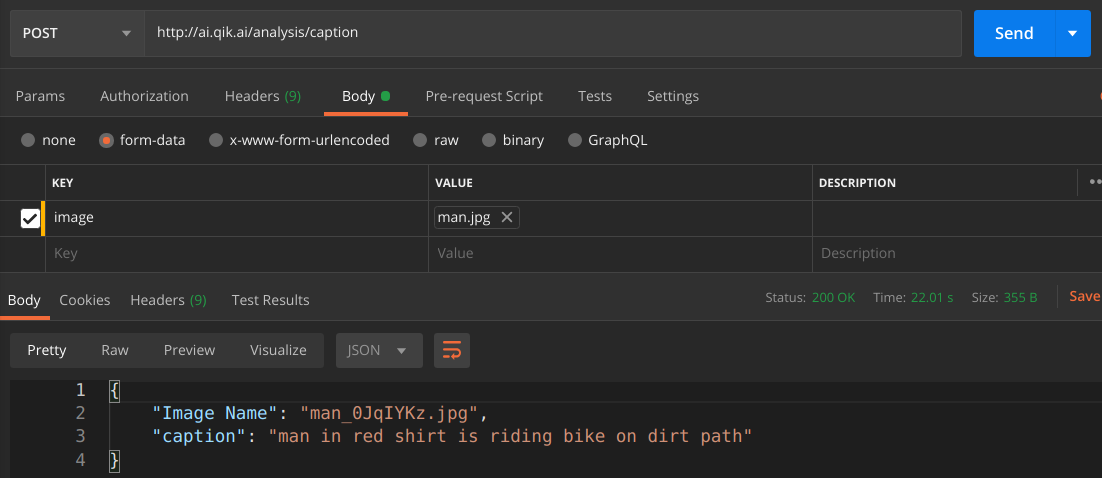 POST http://ai.qik.ai/analysis/caption Send
Params Authorization Headers (9) Body Pre-request Script Tests Settings
none form-data x-www-form-urlencoded raw binary GraphQL
KEY VALUE DESCRIPTION
image man.jpg
Key Value Description
Body Cookies Headers (9) Test Results Status: 200 OK Time: 22.01 s Size: 355 B Save
Pretty Raw Preview Visualize JSON
1 {
2 "Image Name": "man_0JqIYKz.jpg",
3 "caption": "man in red shirt is riding bike on dirt path"
4 }